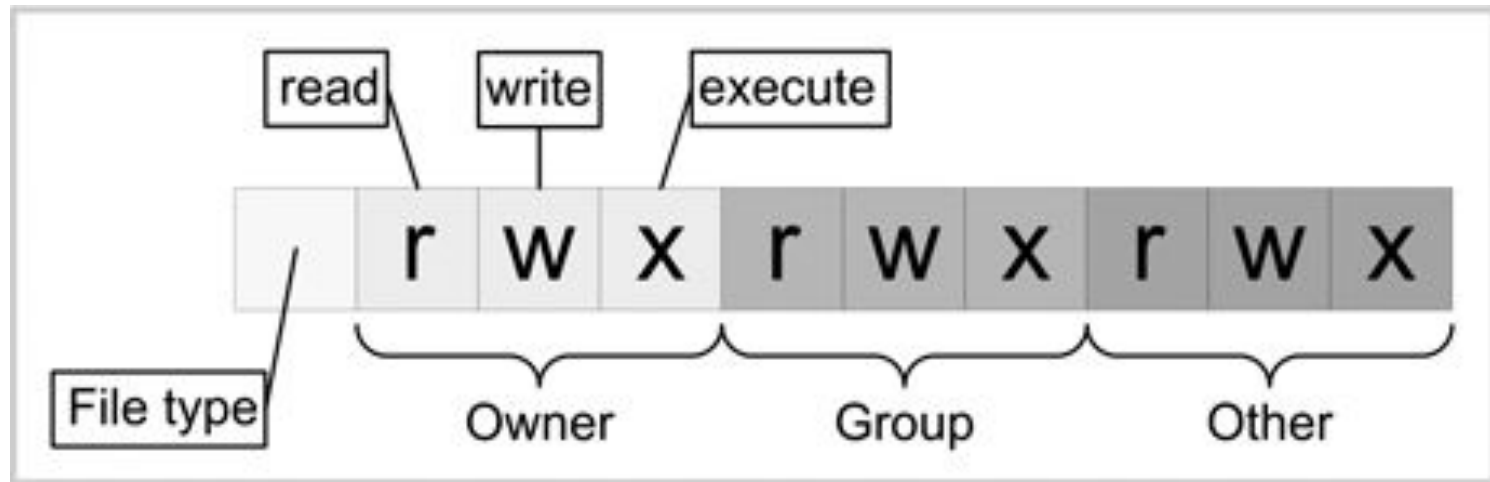 read write execute
r w x r w x r w x
File type
Owner Group Other